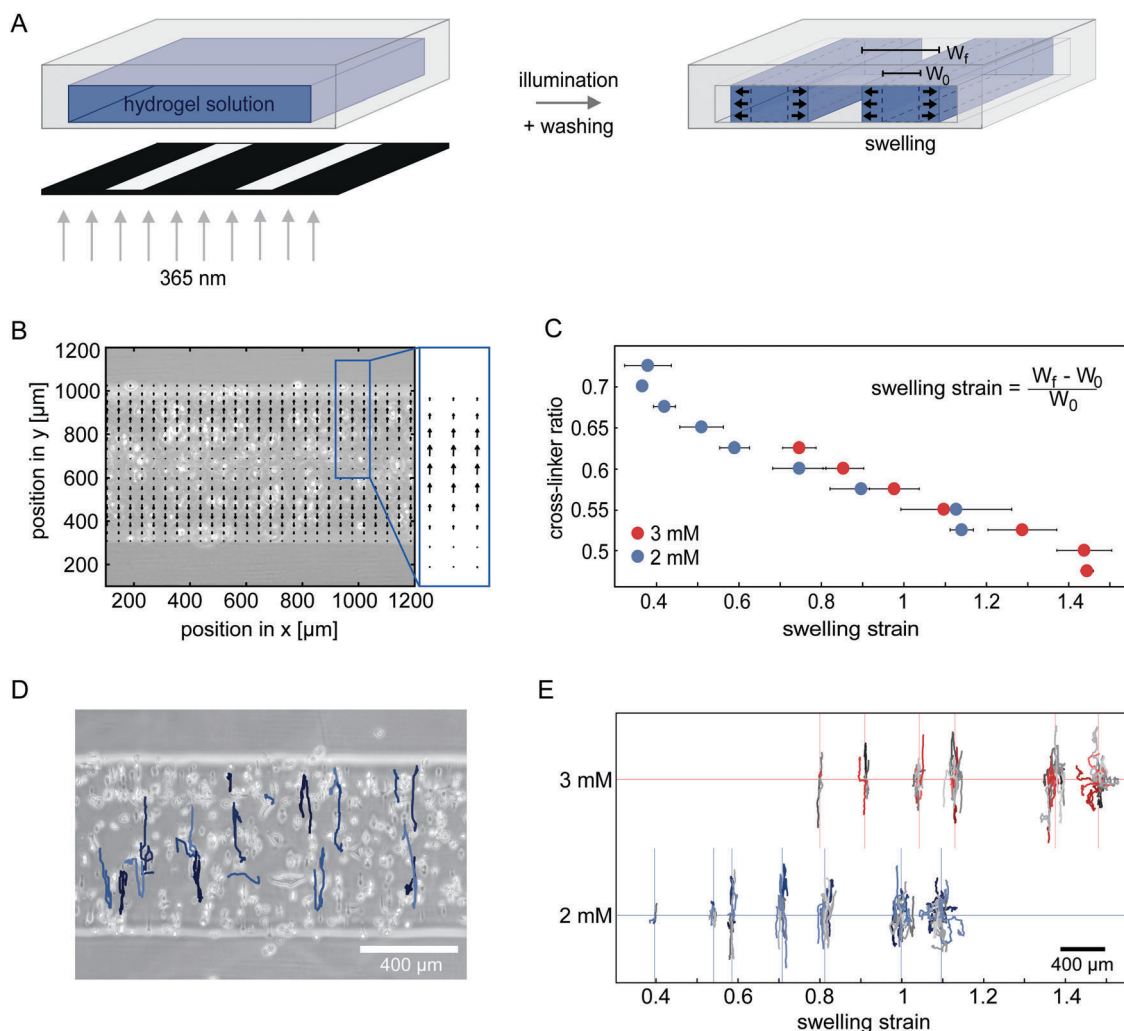 A
hydrogel solution
365 nm
illumination
+ washing
W_f
W_0
swelling
B
1200
1000
800
600
400
200
position in y [µm]
200 400 600 800 1000 1200
position in x [µm]
C
0.7
0.65
0.6
0.55
0.5
cross-linker ratio
swelling strain = W_f - W_0
W_0
3 mM
2 mM
0.4 0.6 0.8 1 1.2 1.4
swelling strain
D
400 µm
E
3 mM
2 mM
400 µm
0.4 0.6 0.8 1 1.2 1.4
swelling strain